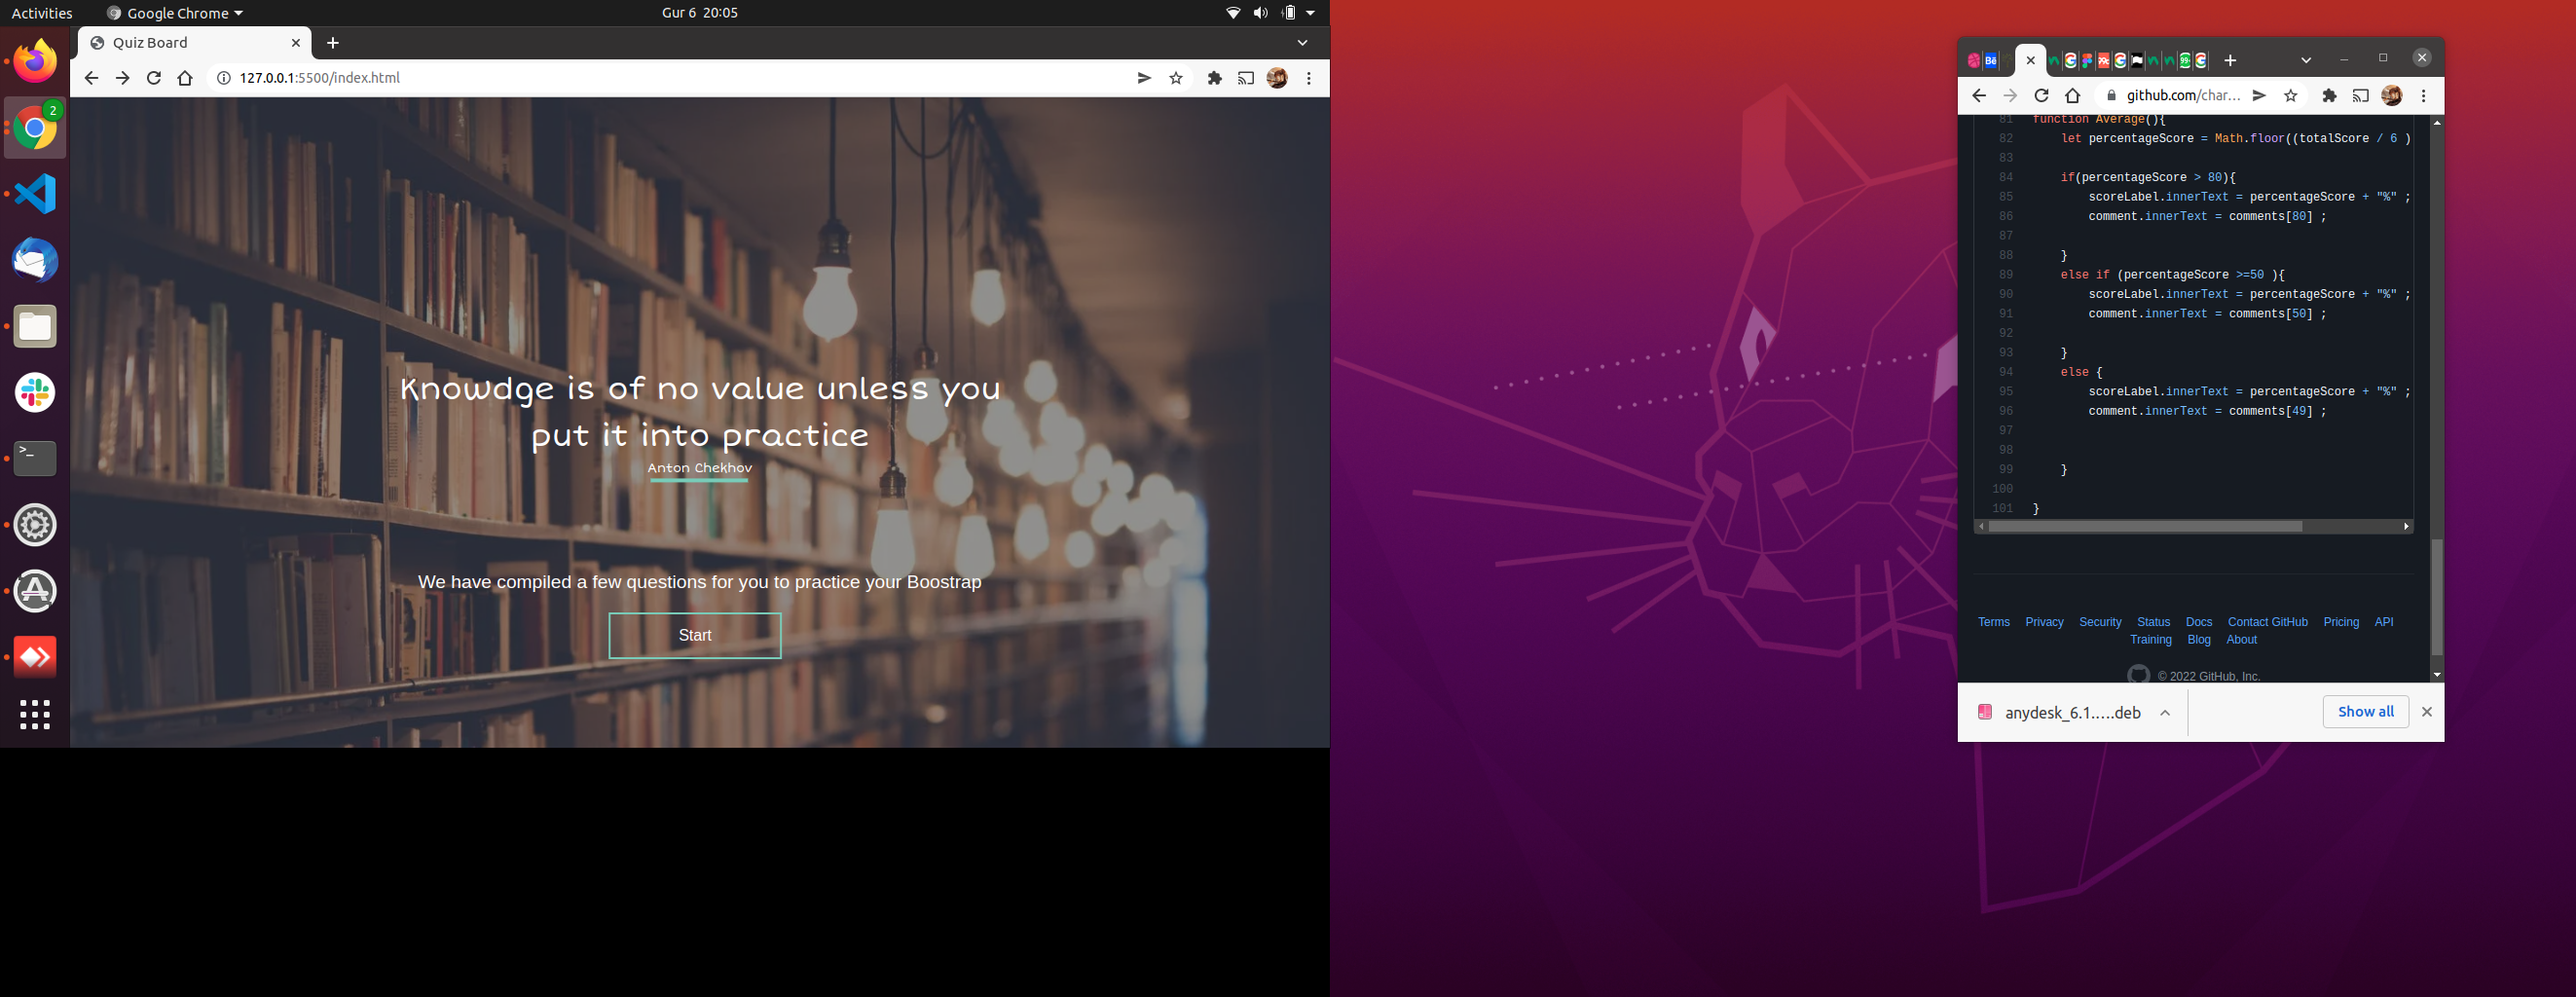 Activities
Google Chrome
Gur 6 20:05
2
Quiz Board
127.0.0.1:5500/index.html
Knowdge is of no value unless you
put it into practice
Anton Chekhov
We have compiled a few questions for you to practice your Boostrap
Start
>_
Bē
github.com/char...
81 function Average(){
82 let percentageScore = Math.floor((totalScore / 6 )
83
84 if(percentageScore > 80){
85 scoreLabel.innerText = percentageScore + "%" ;
86 comment.innerText = comments[80] ;
87
88 }
89 else if (percentageScore >=50 ){
90 scoreLabel.innerText = percentageScore + "%" ;
91 comment.innerText = comments[50] ;
92
93 }
94 else {
95 scoreLabel.innerText = percentageScore + "%" ;
96 comment.innerText = comments[49] ;
97
98
99 }
100
101 }
Terms Privacy Security Status Docs Contact GitHub Pricing API
Training Blog About
© 2022 GitHub, Inc.
anydesk_6.1.....deb
Show all